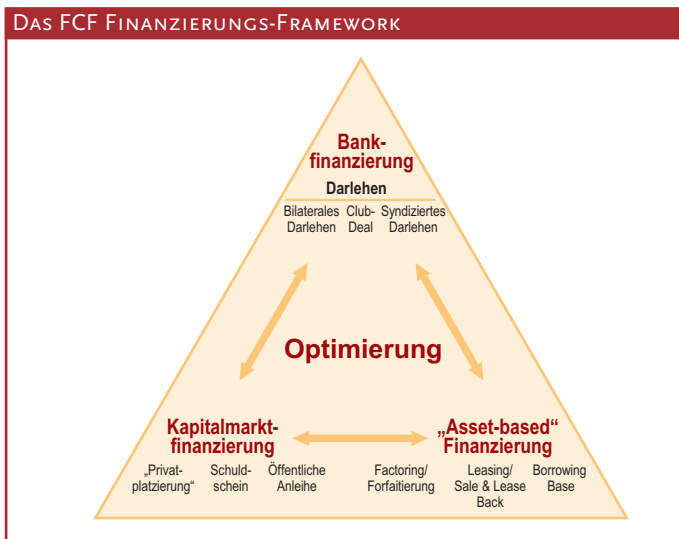 DAS FCF FINANZIERUNGS-FRAMEWORK
Bank-
finanzierung
Darlehen
Bilaterales Club- Syndiziertes
Darlehen Deal Darlehen
Optimierung
Kapitalmarkt-
finanzierung
„Privat-
platzierung“
Schuld-
schein
Öffentliche
Anleihe
„Asset-based“
Finanzierung
Factoring/
Forfaitierung
Leasing/
Sale & Lease
Back
Borrowing
Base